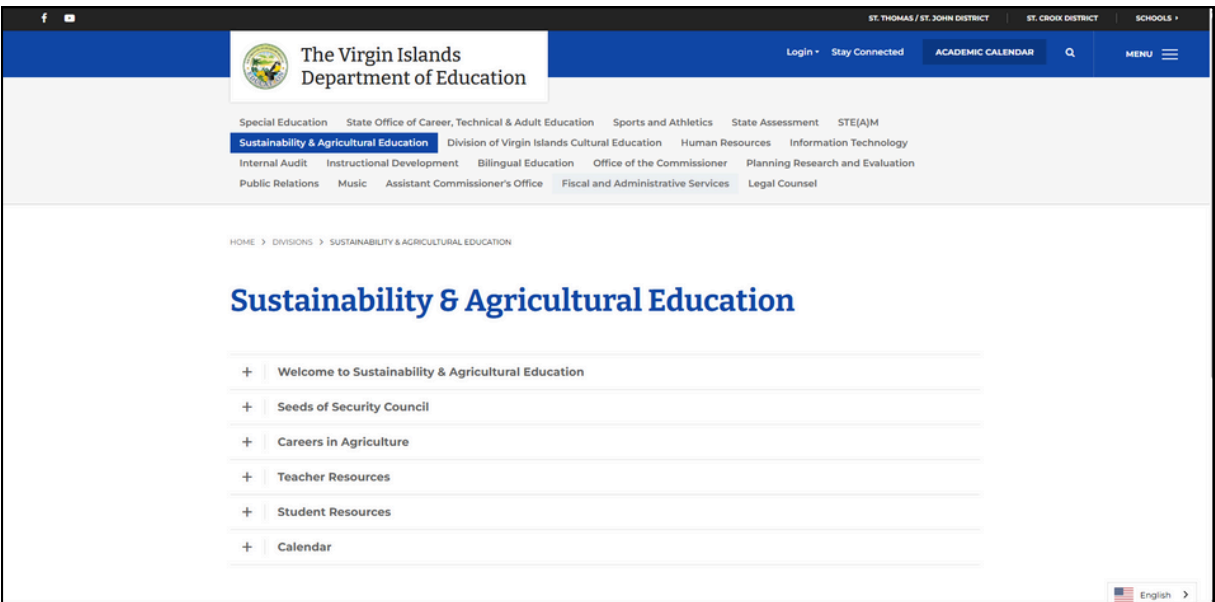 ST. THOMAS / ST. JOHN DISTRICT ST. CROIX DISTRICT SCHOOLS
The Virgin Islands
Department of Education
Login Stay Connected ACADEMIC CALENDAR MENU
Special Education State Office of Career, Technical & Adult Education Sports and Athletics State Assessment STE(A)M
Sustainability & Agricultural Education Division of Virgin Islands Cultural Education Human Resources Information Technology
Internal Audit Instructional Development Bilingual Education Office of the Commissioner Planning Research and Evaluation
Public Relations Music Assistant Commissioner's Office Fiscal and Administrative Services Legal Counsel
HOME > DIVISIONS > SUSTAINABILITY & AGRICULTURAL EDUCATION
Sustainability & Agricultural Education
+ Welcome to Sustainability & Agricultural Education
+ Seeds of Security Council
+ Careers in Agriculture
+ Teacher Resources
+ Student Resources
+ Calendar
English >